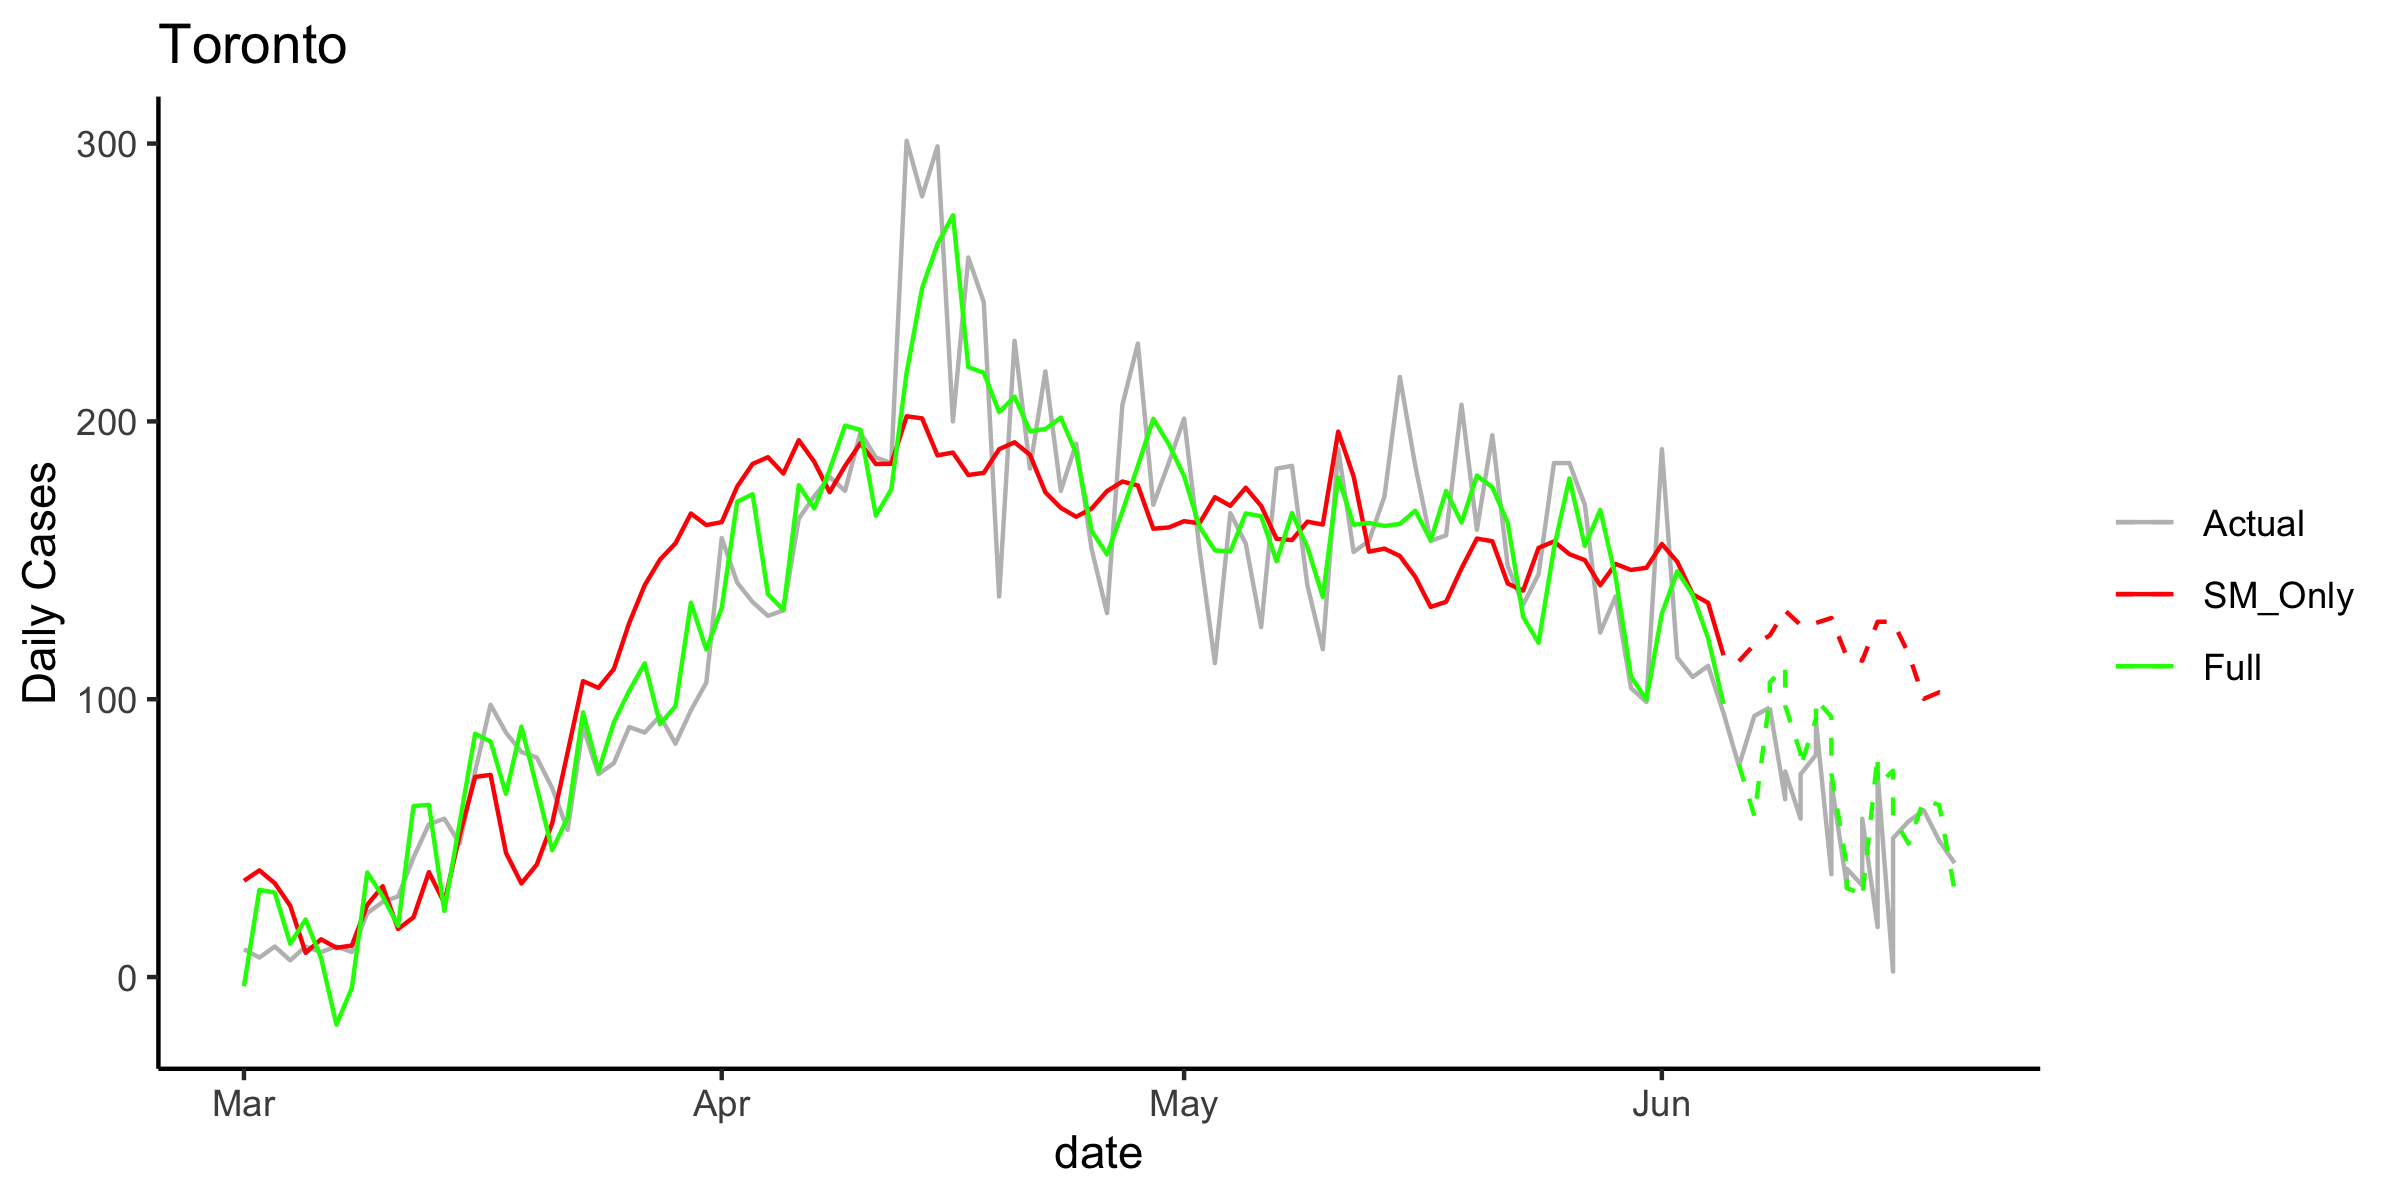 Toronto
Daily Cases
300
200
100
0
Mar
Apr
May
Jun
date
Actual
SM_Only
Full